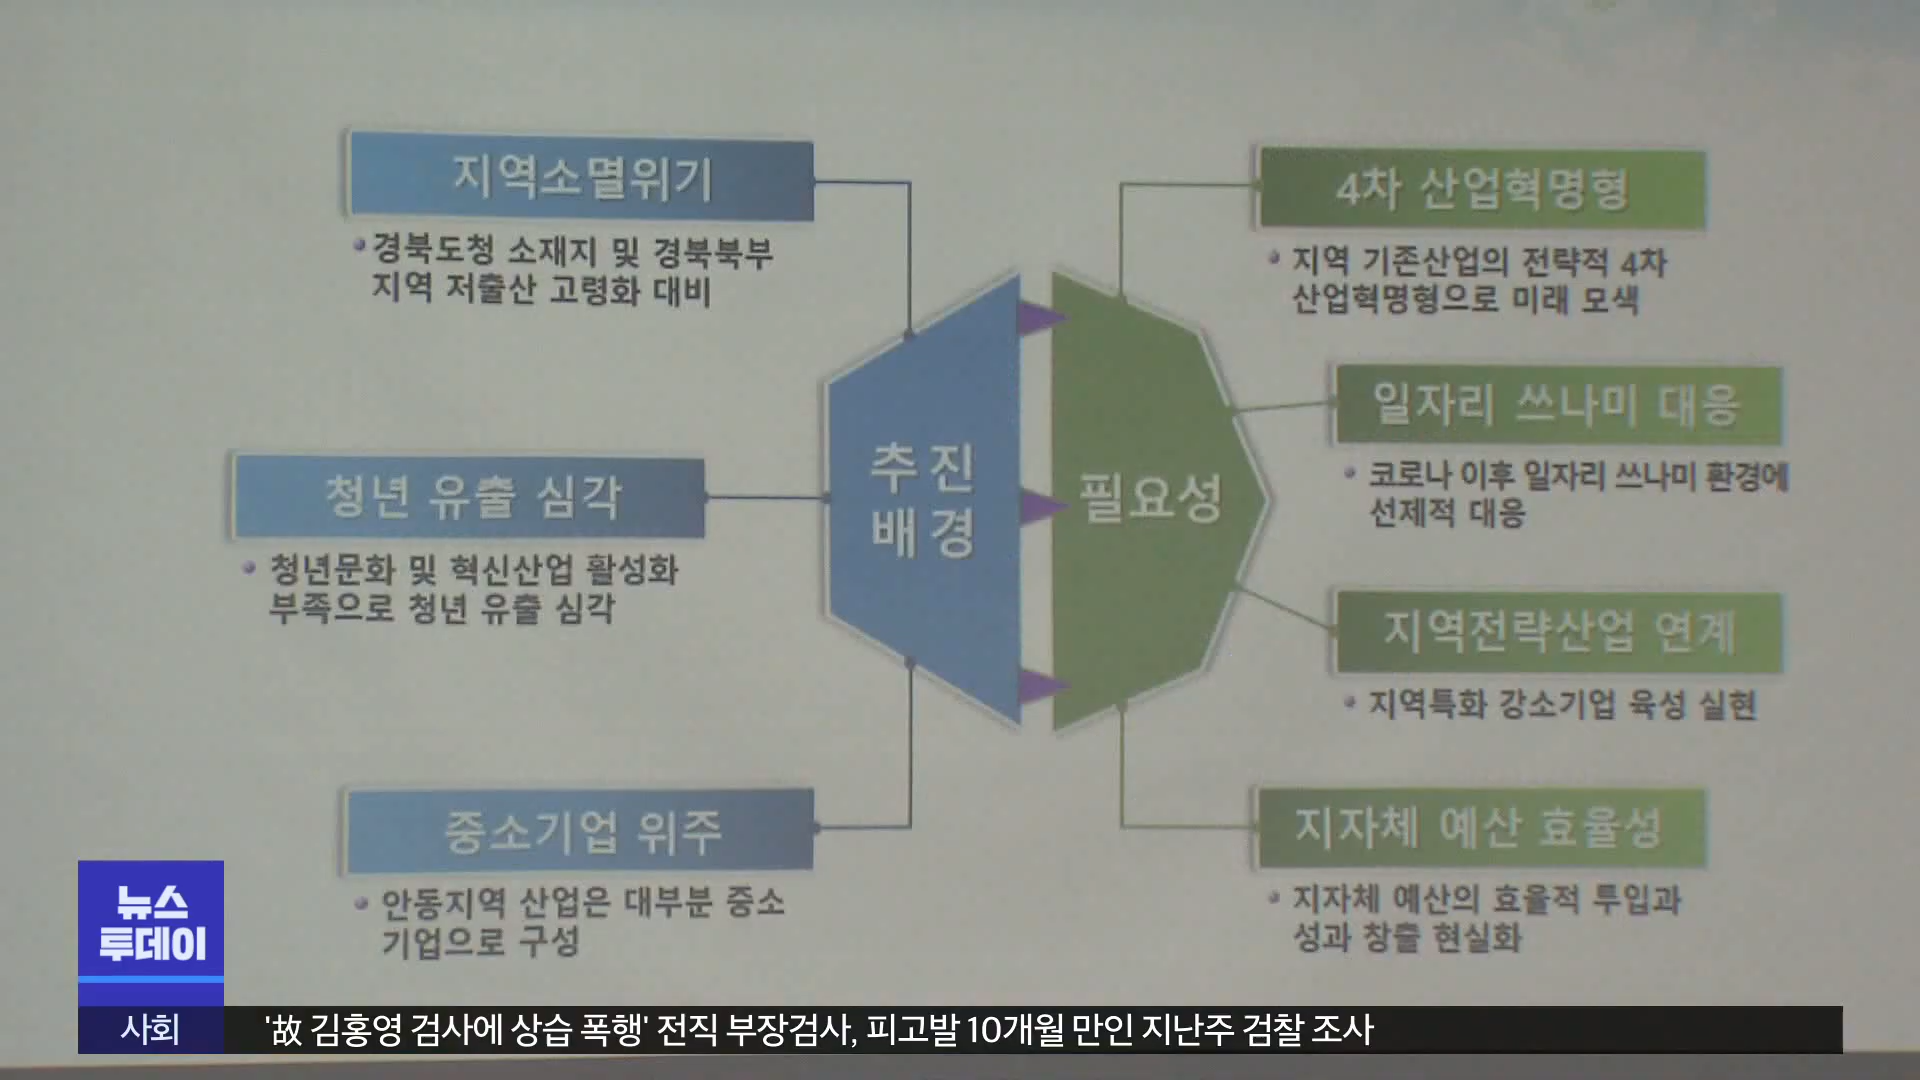 지역소멸위기
경북도청 소재지 및 경북북부
지역 저출산 고령화 대비
청년 유출 심각
청년문화 및 혁신산업 활성화
부족으로 청년 유출 심각
중소기업 위주
안동지역 산업은 대부분 중소
기업으로 구성
추진
배경
필요성
4차 산업혁명형
지역 기존산업의 전략적 4차
산업혁명형으로 미래 모색
일자리 쓰나미 대응
코로나 이후 일자리 쓰나미 환경에
선제적 대응
지역전략산업 연계
지역특화 강소기업 육성 실현
지자체 예산 효율성
지자체 예산의 효율적 투입과
성과 창출 현실화
뉴스
투데이
사회
'故 김홍영 검사에 상습 폭행' 전직 부장검사, 피고발 10개월 만인 지난주 검찰 조사